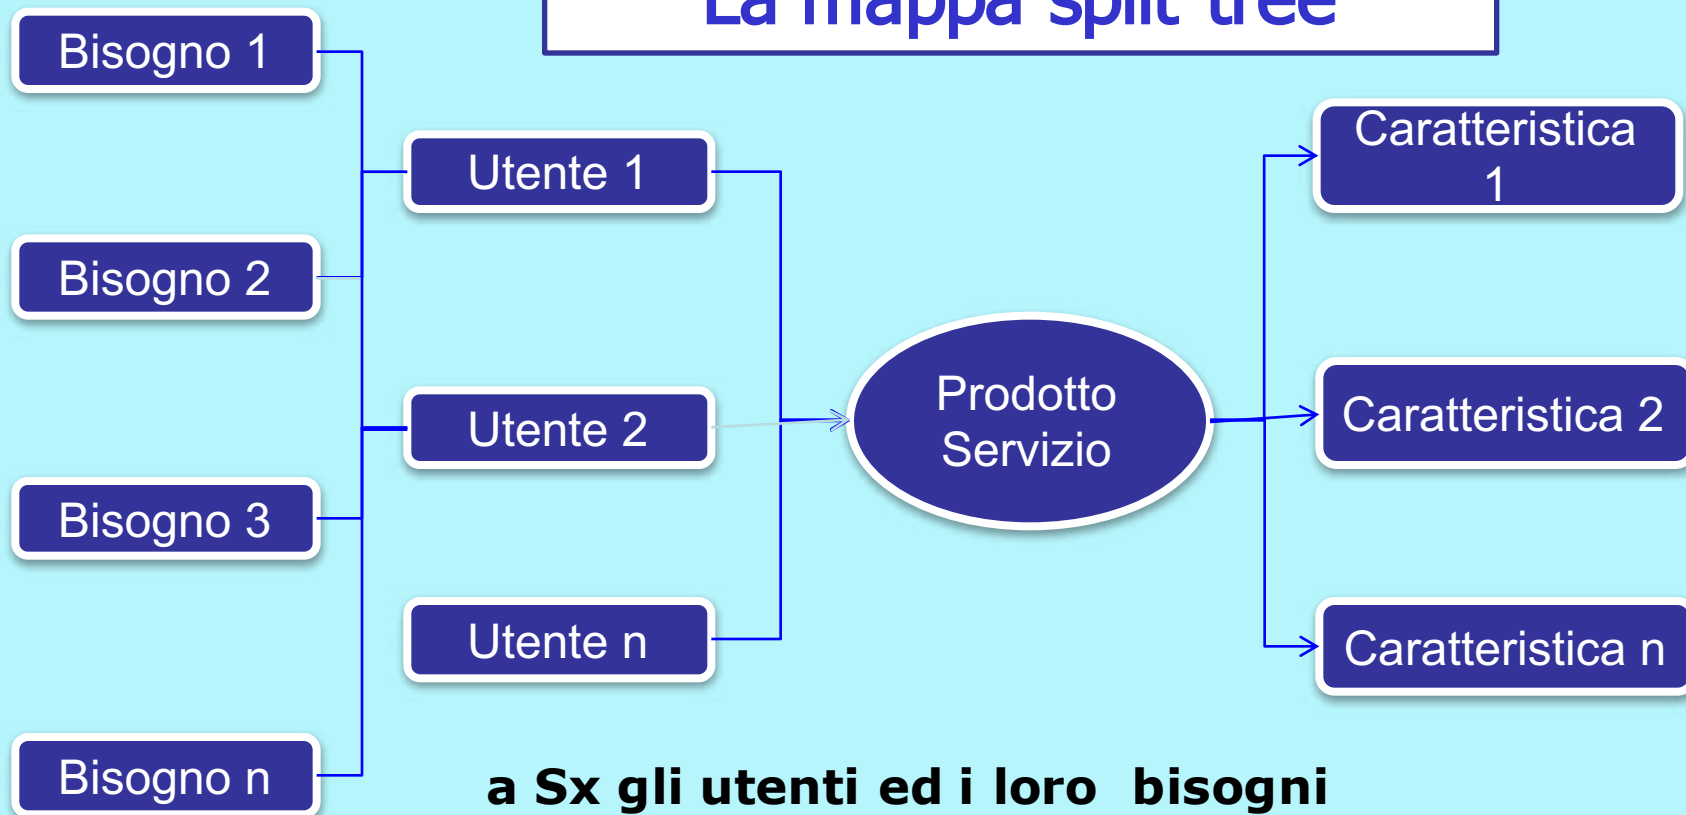 La mappa split tree
Bisogno 1
Utente 1
Caratteristica
1
Bisogno 2
Utente 2
Prodotto
Servizio
Caratteristica 2
Bisogno 3
Utente n
Caratteristica n
Bisogno n
a Sx gli utenti ed i loro bisogni